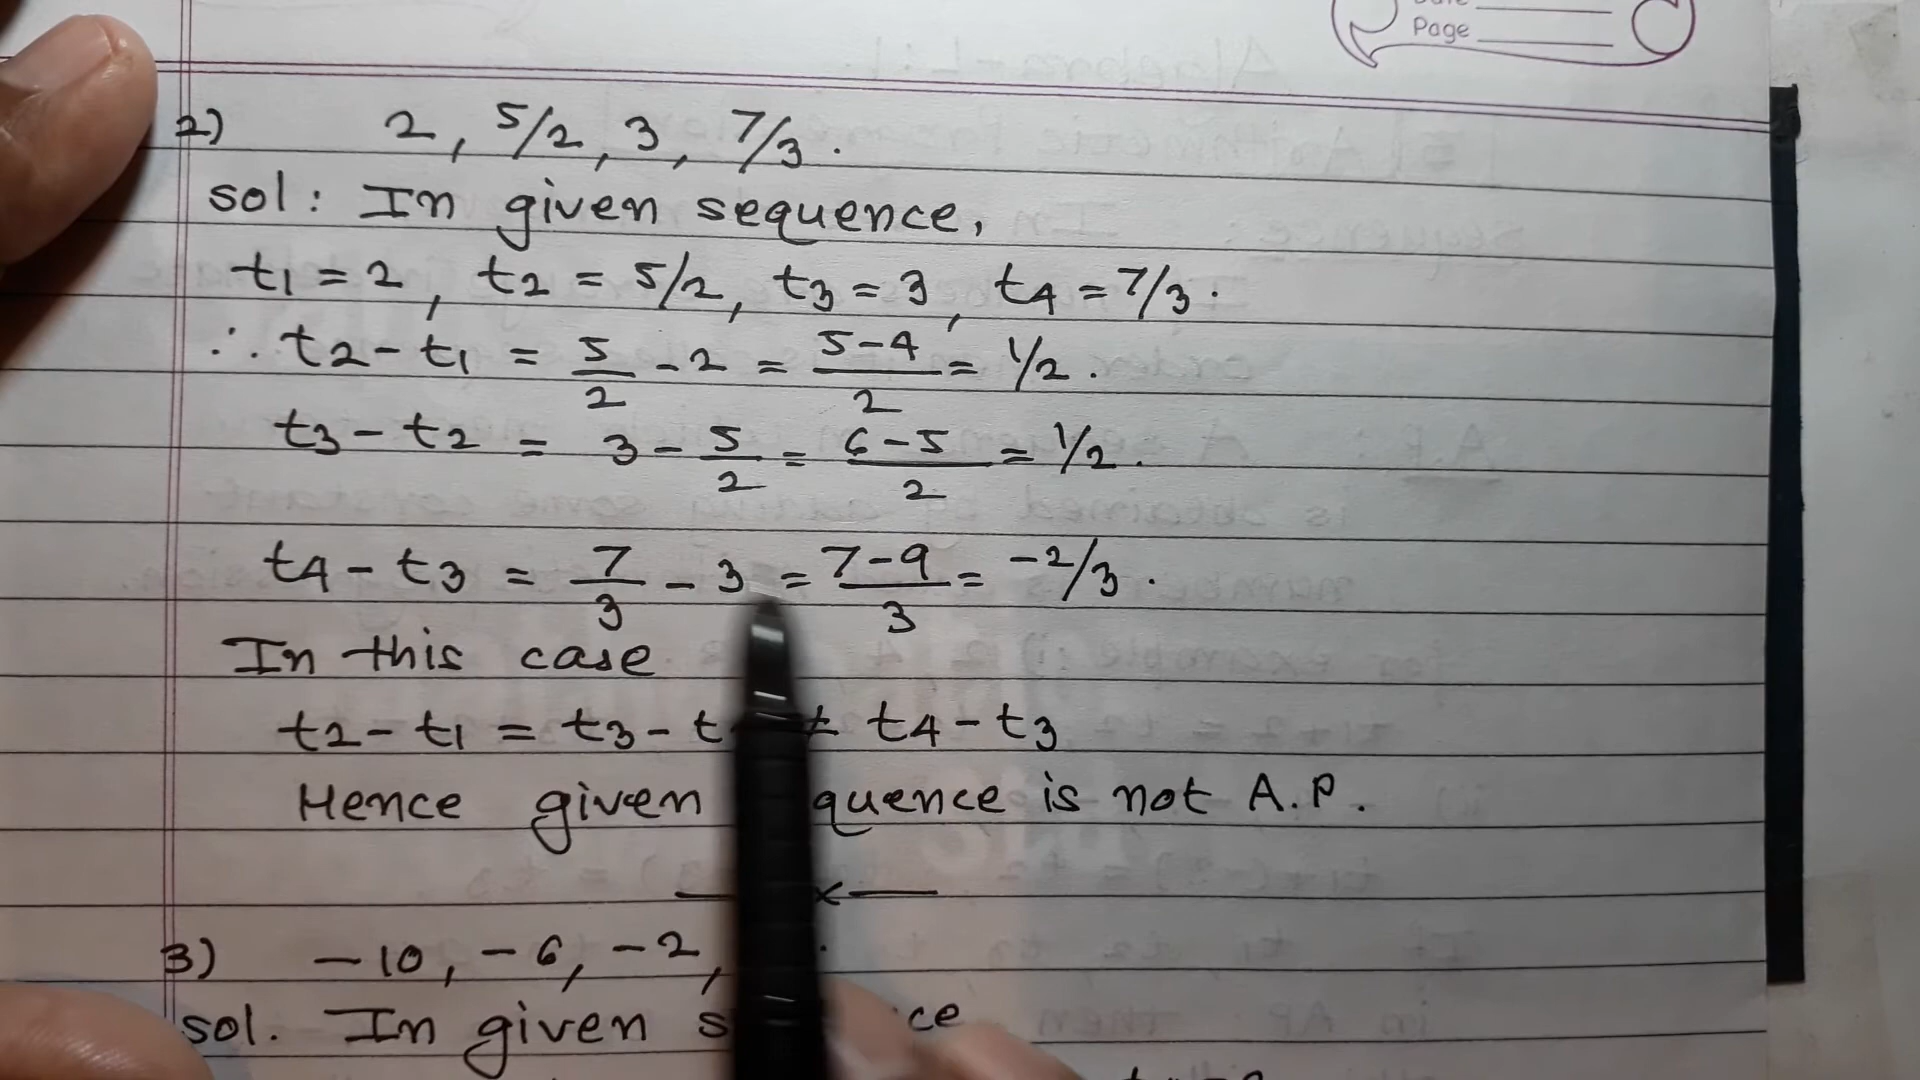 Page
2) 2, 5/2, 3, 7/3.
sol: In given sequence,
t1 = 2, t2 = 5/2, t3 = 3, t4 = 7/3.
∴ t2 - t1 = 5/2 - 2 = 5-4/2 = 1/2.
t3 - t2 = 3 - 5/2 = 6-5/2 = 1/2.
t4 - t3 = 7/3 - 3 = 7-9/3 = -2/3.
In this case
t2 - t1 = t3 - t ≠ t4 - t3
Hence given quence is not A.P.
x
3) -10, -6, -2,
sol. In given s ce